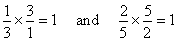 1/3 × 3/1 = 1 and 2/5 × 5/2 = 1